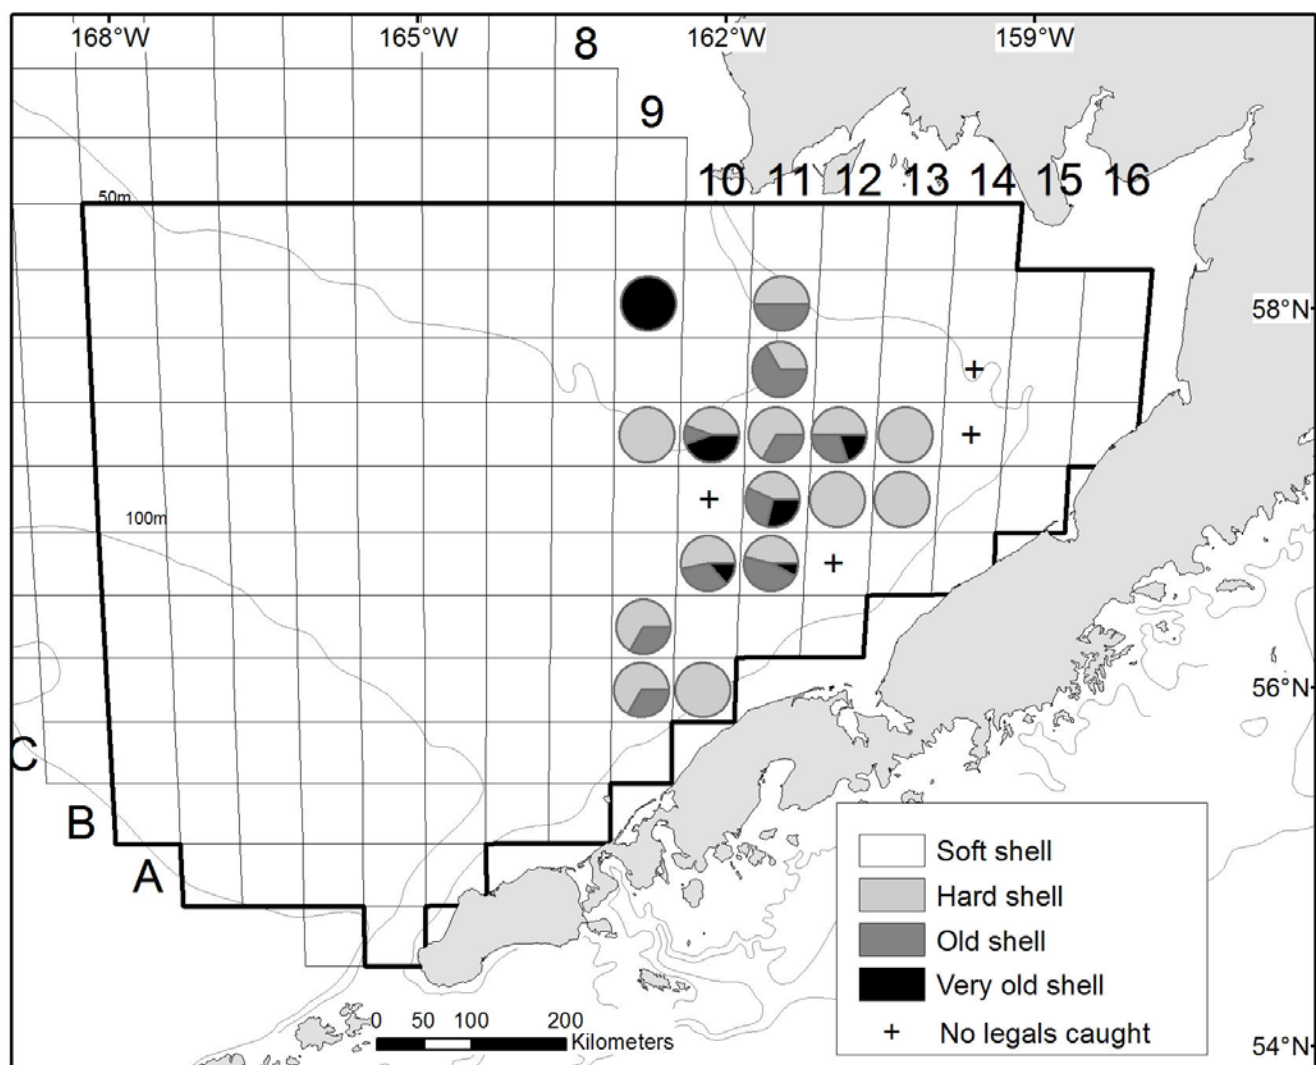 168°W 165°W 162°W 159°W
8
9
10 11 12 13 14 15 16
50m
58°N
100m
56°N
C
B
A
Soft shell
Hard shell
Old shell
Very old shell
+ No legals caught
0 50 100 200
Kilometers
54°N